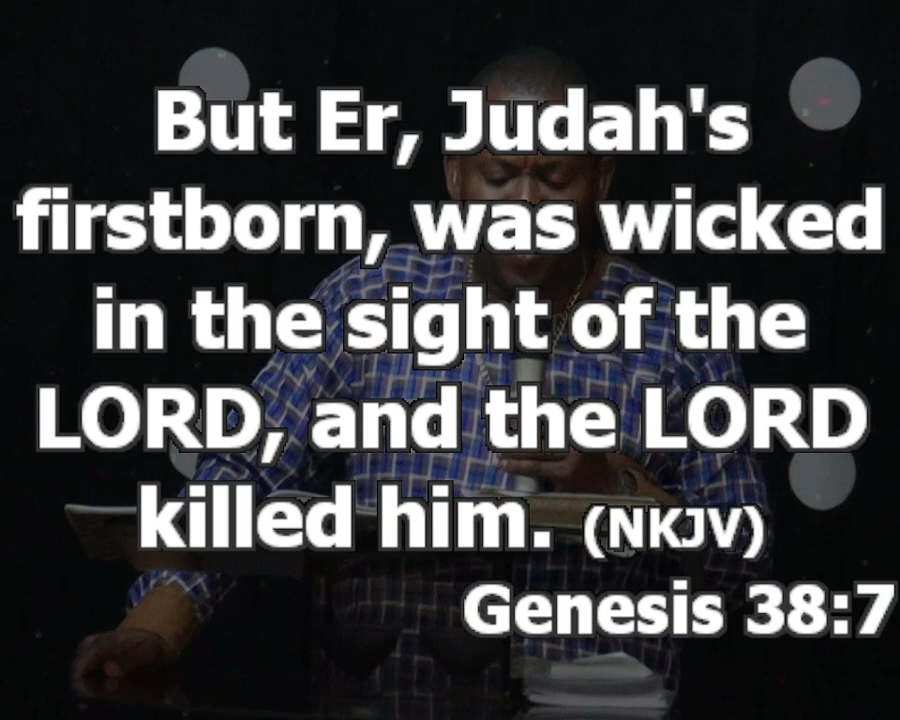 But Er, Judah's
firstborn, was wicked
in the sight of the
LORD, and the LORD
killed him. (NKJV)
Genesis 38:7